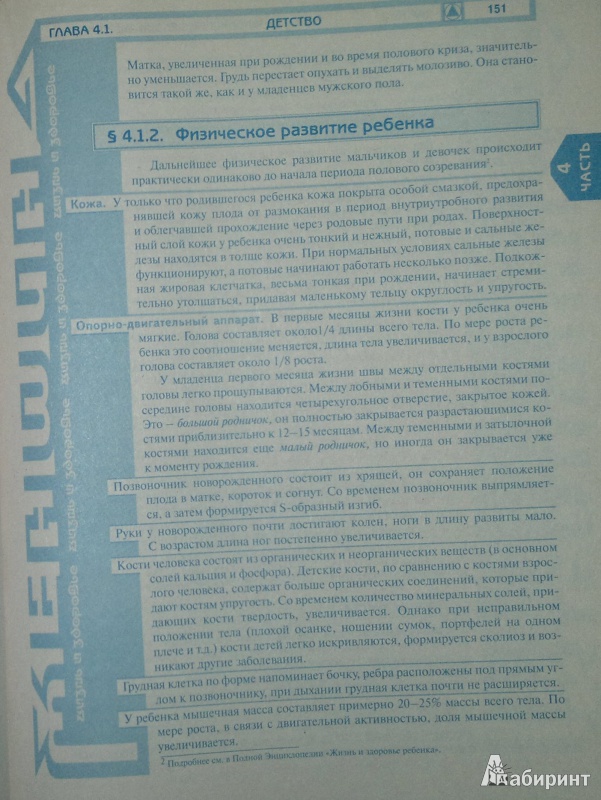 ГЛАВА 4.1.
ДЕТСТВО
151
Матка, увеличенная при рождении и во время полового криза, значитель-
но уменьшается. Грудь перестает опухать и выделять молозиво. Она стано-
вится такой же, как и у младенцев мужского пола.
§ 4.1.2. Физическое развитие ребенка
Дальнейшее физическое развитие мальчиков и девочек происходит
практически одинаково до начала периода полового созревания².
4
ЧАСТЬ
Кожа. У только что родившегося ребенка кожа покрыта особой смазкой, предохра-
нявшей кожу плода от размокания в период внутриутробного развития
и облегчавшей прохождение через родовые пути при родах. Поверхност-
ный слой кожи у ребенка очень тонкий и нежный, потовые и сальные же-
лезы находятся в толще кожи. При нормальных условиях сальные железы
функционируют, а потовые начинают работать несколько позже. Подкож-
ная жировая клетчатка, весьма тонкая при рождении, начинает стреми-
тельно утолщаться, придавая маленькому тельцу округлость и упругость.
Опорно-двигательный аппарат. В первые месяцы жизни кости у ребенка очень
мягкие. Голова составляет около1/4 длины всего тела. По мере роста ре-
бенка это соотношение меняется, длина тела увеличивается, и у взрослого
голова составляет около 1/8 роста.
У младенца первого месяца жизни швы между отдельными костями
головы легко прощупываются. Между лобными и теменными костями по-
середине головы находится четырехугольное отверстие, закрытое кожей.
Это – большой родничок, он полностью закрывается разрастающимися ко-
стями приблизительно к 12–15 месяцам. Между теменными и затылочной
костями находится еще малый родничок, но иногда он закрывается уже
к моменту рождения.
Позвоночник новорожденного состоит из хрящей, он сохраняет положение
плода в матке, короток и согнут. Со временем позвоночник выпрямляет-
ся, а затем формируется S-образный изгиб.
Руки у новорожденного почти достигают колен, ноги в длину развиты мало.
С возрастом длина ног постепенно увеличивается.
Кости человека состоят из органических и неорганических веществ (в основном
солей кальция и фосфора). Детские кости, по сравнению с костями взрос-
лого человека, содержат больше органических соединений, которые при-
дают костям упругость. Со временем количество минеральных солей, при-
дающих кости твердость, увеличивается. Однако при неправильном
положении тела (плохой осанке, ношении сумок, портфелей на одном
плече и т.д.) кости детей легко искривляются, формируется сколиоз и воз-
никают другие заболевания.
Грудная клетка по форме напоминает бочку, ребра расположены под прямым уг-
лом к позвоночнику, при дыхании грудная клетка почти не расширяется.
У ребенка мышечная масса составляет примерно 20–25% массы всего тела. По
мере роста, в связи с двигательной активностью, доля мышечной массы
увеличивается.
² Подробнее см. в Полной Энциклопедии «Жизнь и здоровье ребенка».
ЖЕНЩИНА
жизнь и здоровье
жизнь и здоровье
жизнь и здоровье
жизнь и здоровье
Лабиринт